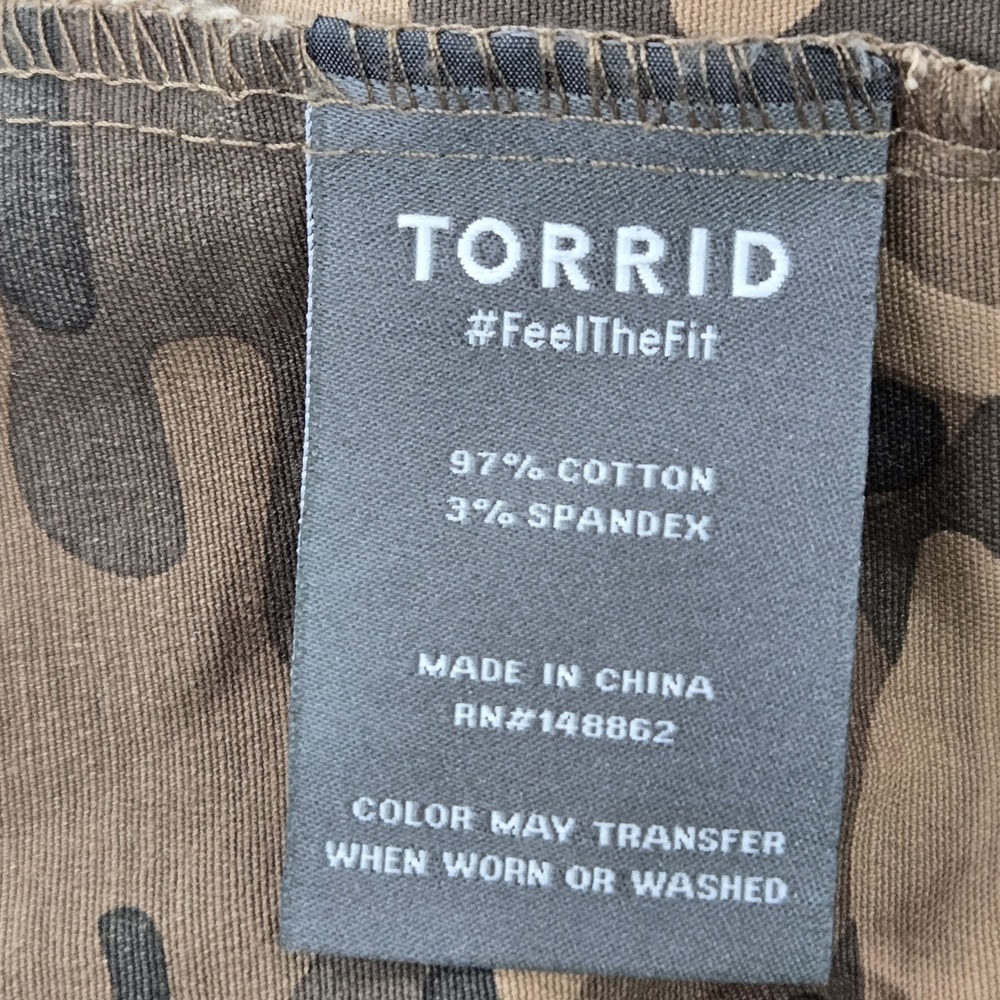 TORRID
#FeelTheFit
97% COTTON
3% SPANDEX
MADE IN CHINA
RN#148862
COLOR MAY TRANSFER
WHEN WORN OR WASHED